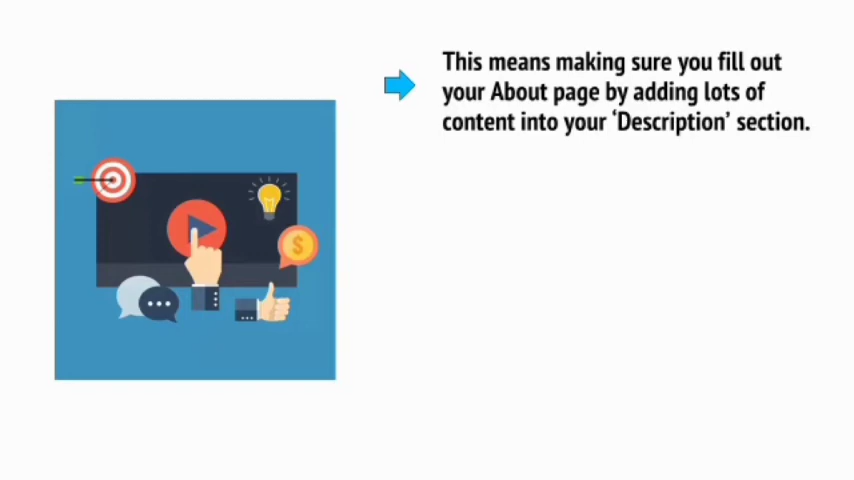 This means making sure you fill out
your About page by adding lots of
content into your ‘Description’ section.